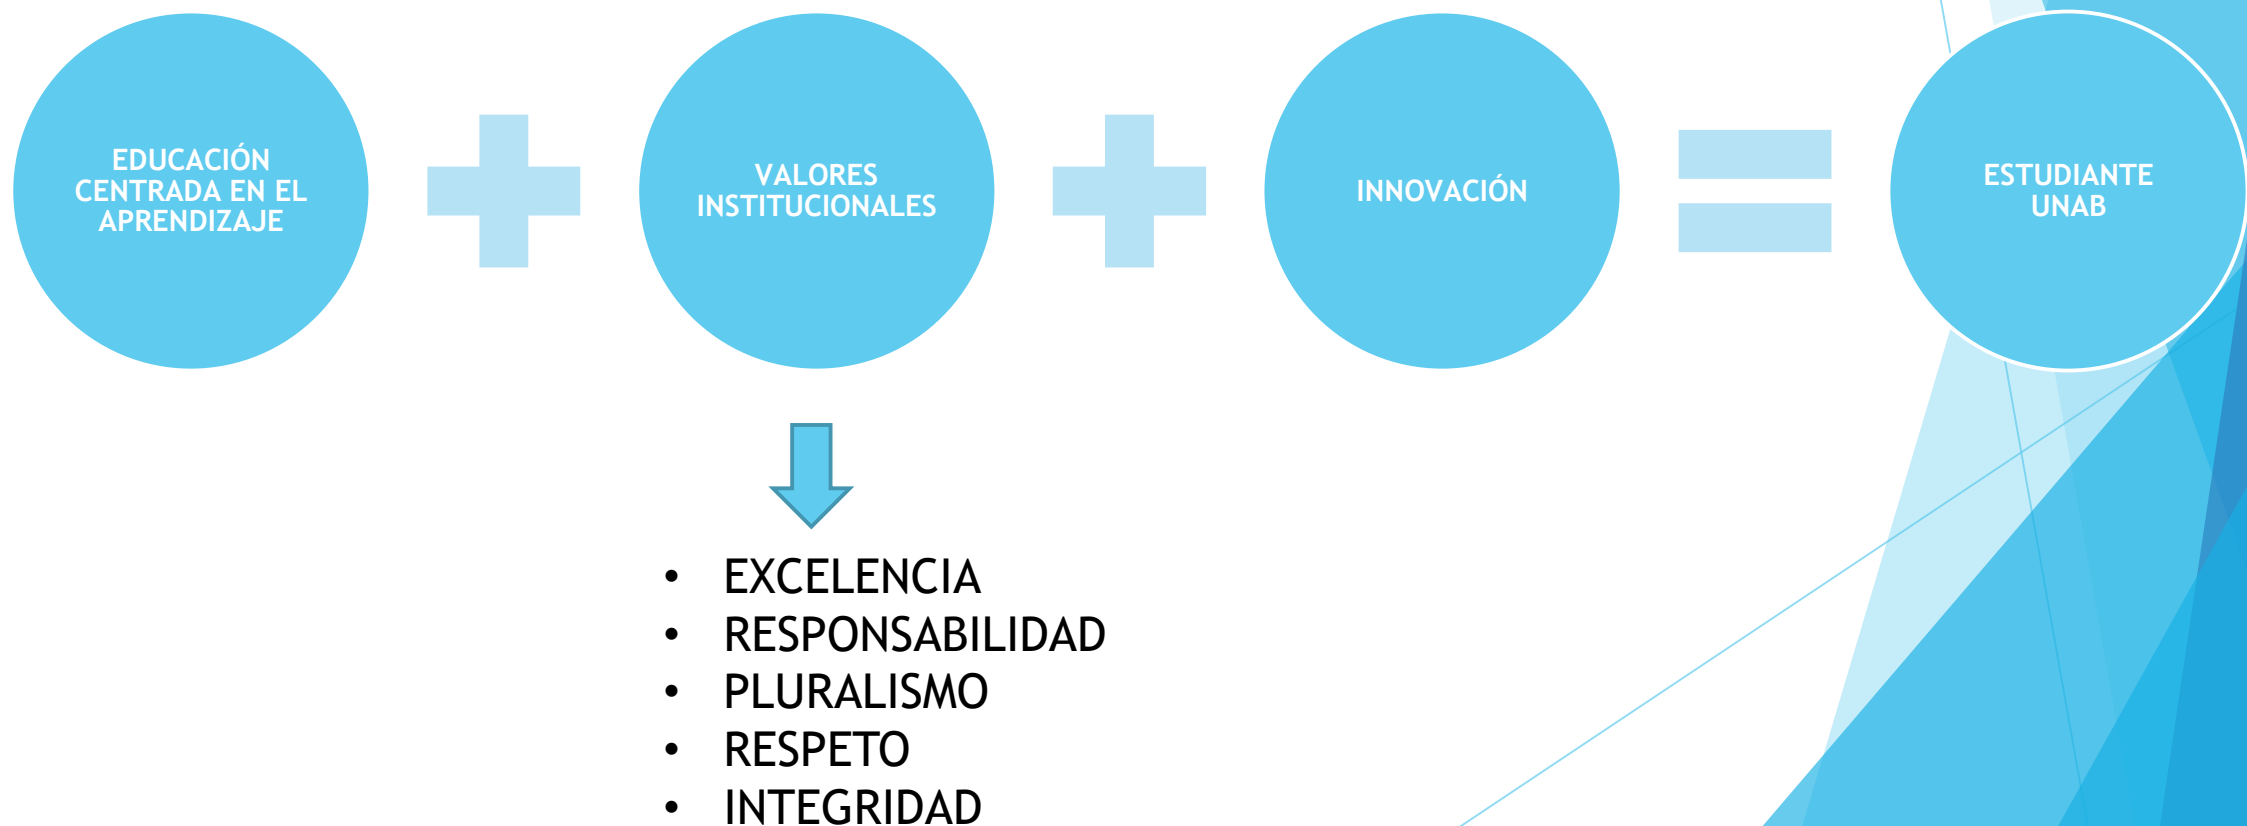 EDUCACIÓN
CENTRADA EN EL
APRENDIZAJE
VALORES
INSTITUCIONALES
INNOVACIÓN
ESTUDIANTE
UNAB
• EXCELENCIA
• RESPONSABILIDAD
• PLURALISMO
• RESPETO
• INTEGRIDAD